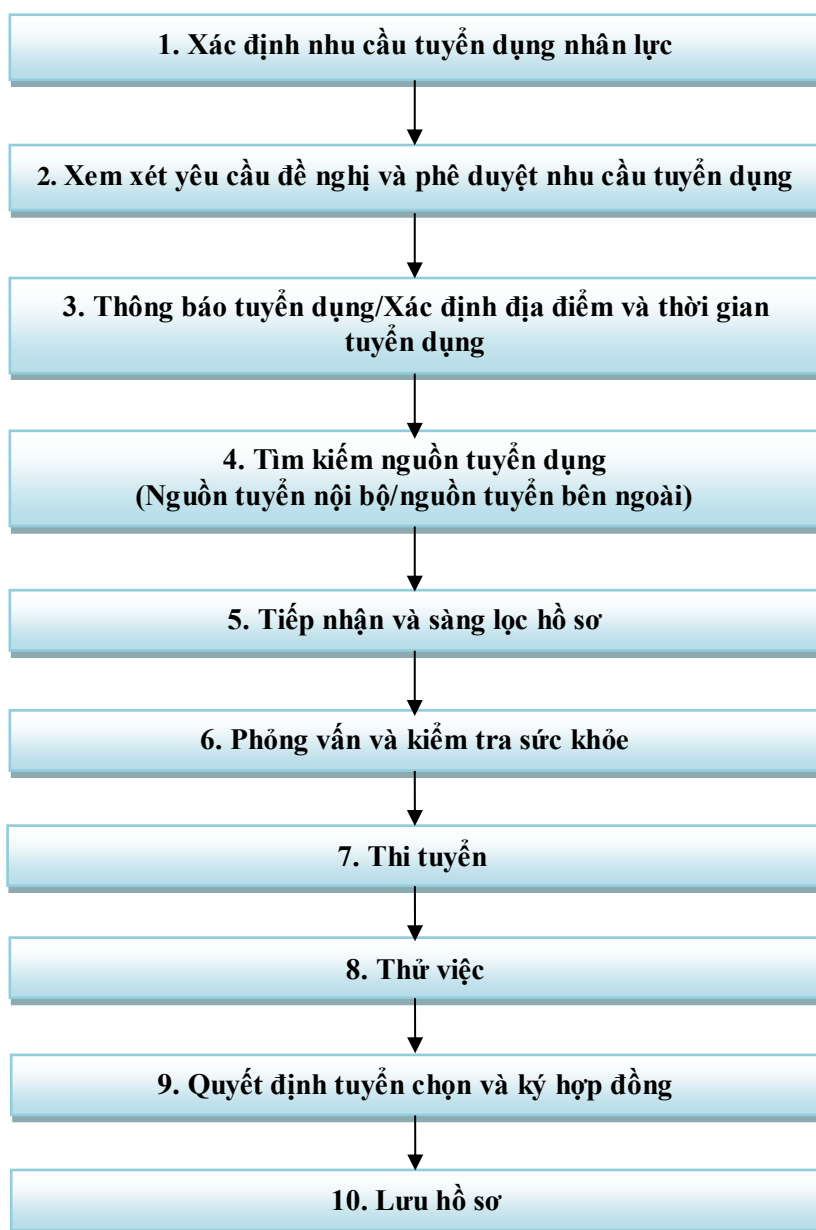 1. Xác định nhu cầu tuyển dụng nhân lực
2. Xem xét yêu cầu đề nghị và phê duyệt nhu cầu tuyển dụng
3. Thông báo tuyển dụng/Xác định địa điểm và thời gian
tuyển dụng
4. Tìm kiếm nguồn tuyển dụng
(Nguồn tuyển nội bộ/nguồn tuyển bên ngoài)
5. Tiếp nhận và sàng lọc hồ sơ
6. Phỏng vấn và kiểm tra sức khỏe
7. Thi tuyển
8. Thử việc
9. Quyết định tuyển chọn và ký hợp đồng
10. Lưu hồ sơ